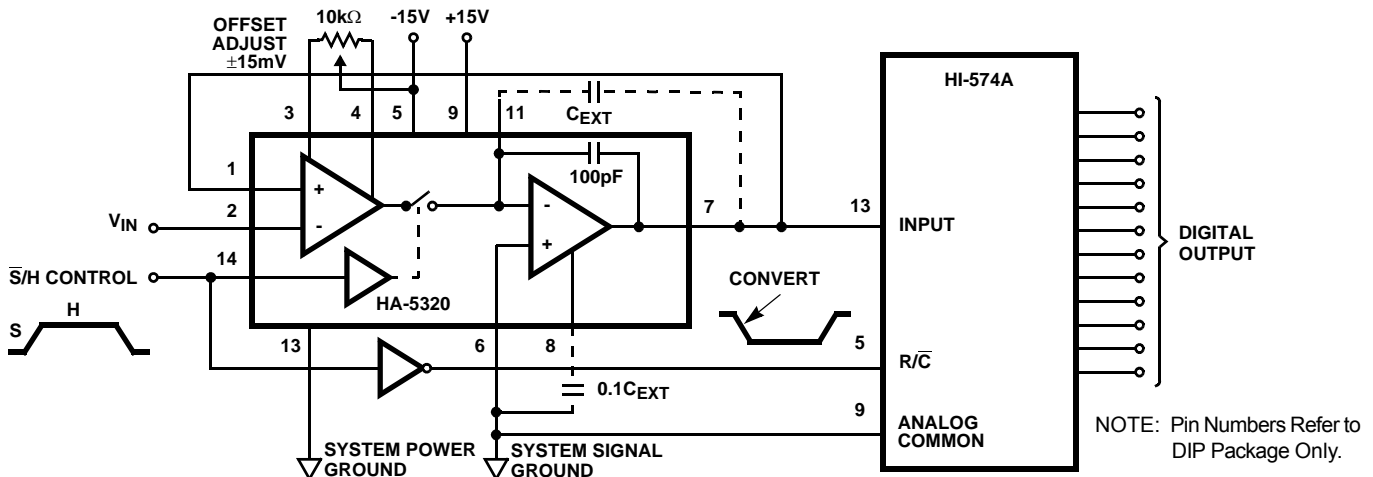 OFFSET
ADJUST
±15mV
10kΩ
-15V
+15V
3
4
5
9
11
C_EXT
100pF
1
+
2
-
V_IN
14
S̅/H CONTROL
HA-5320
-
+
7
S
H
13
6
8
0.1C_EXT
SYSTEM POWER
GROUND
SYSTEM SIGNAL
GROUND
CONVERT
HI-574A
13
INPUT
5
R/C̅
9
ANALOG
COMMON
DIGITAL
OUTPUT
NOTE: Pin Numbers Refer to
DIP Package Only.